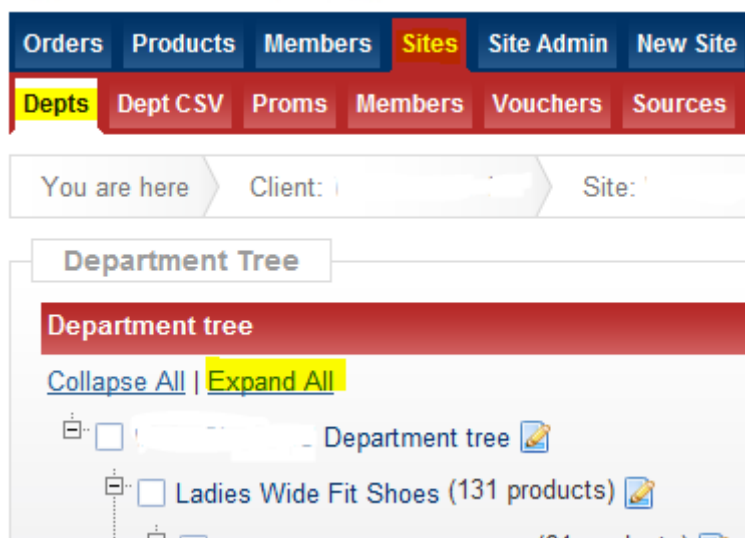 Orders Products Members Sites Site Admin New Site
Depts Dept CSV Proms Members Vouchers Sources
You are here Client: Site:
Department Tree
Department tree
Collapse All | Expand All
Department tree
Ladies Wide Fit Shoes (131 products)